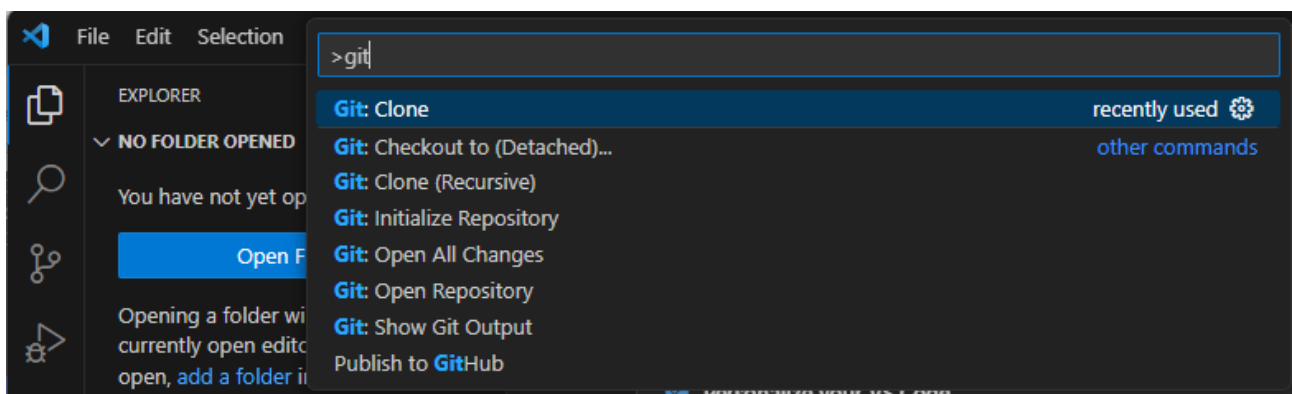 File Edit Selection
>git
EXPLORER
NO FOLDER OPENED
You have not yet op
Open F
Opening a folder wi
currently open edito
open, add a folder i
Git: Clone recently used
Git: Checkout to (Detached)... other commands
Git: Clone (Recursive)
Git: Initialize Repository
Git: Open All Changes
Git: Open Repository
Git: Show Git Output
Publish to GitHub